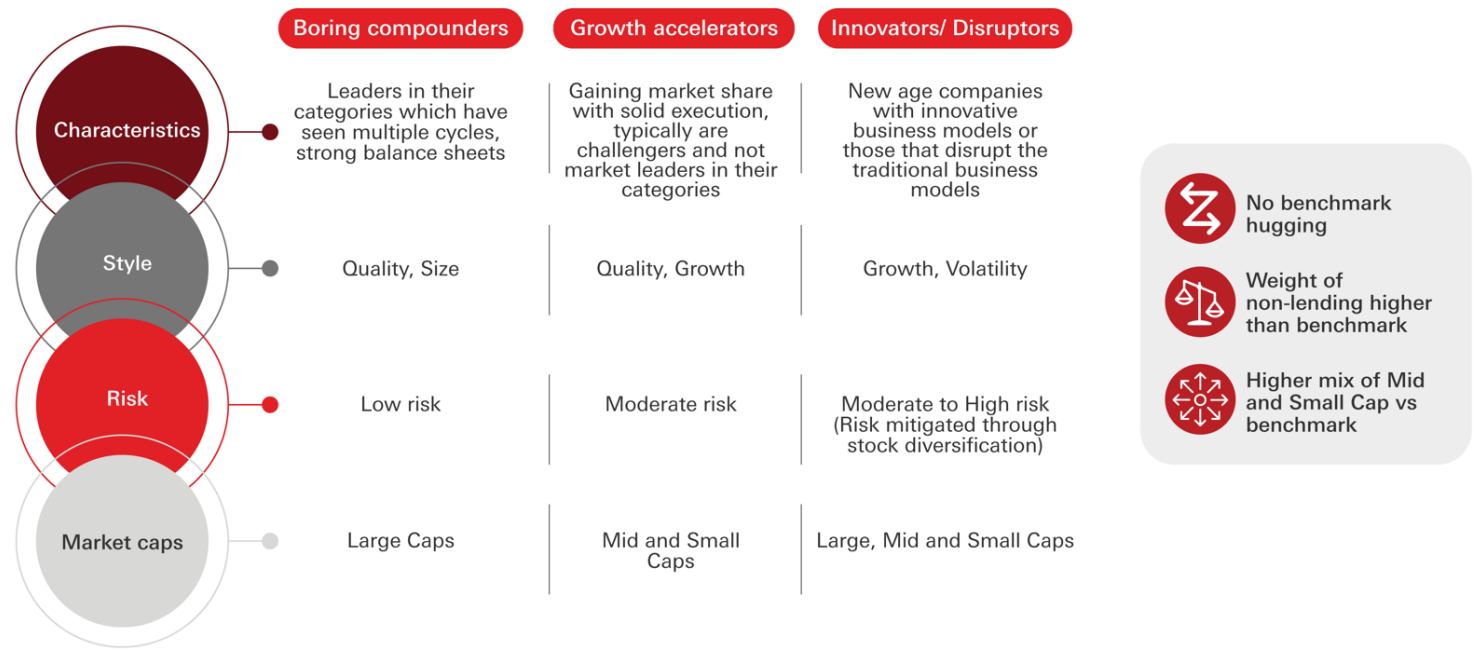 Boring compounders
Growth accelerators
Innovators/ Disruptors
Characteristics
Leaders in their
categories which have
seen multiple cycles,
strong balance sheets
Gaining market share
with solid execution,
typically are
challengers and not
market leaders in their
categories
New age companies
with innovative
business models or
those that disrupt the
traditional business
models
Style
Quality, Size
Quality, Growth
Growth, Volatility
Risk
Low risk
Moderate risk
Moderate to High risk
(Risk mitigated through
stock diversification)
Market caps
Large Caps
Mid and Small
Caps
Large, Mid and Small Caps
No benchmark
hugging
Weight of
non-lending higher
than benchmark
Higher mix of Mid
and Small Cap vs
benchmark